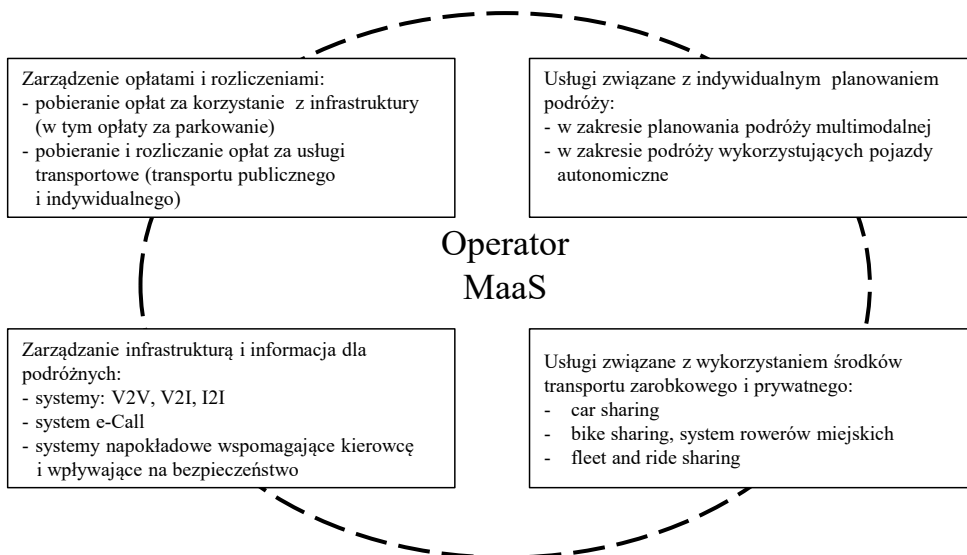 Zarządzenie opłatami i rozliczeniami:
- pobieranie opłat za korzystanie z infrastruktury
(w tym opłaty za parkowanie)
- pobieranie i rozliczanie opłat za usługi
transportowe (transportu publicznego
i indywidualnego)
Usługi związane z indywidualnym planowaniem
podróży:
- w zakresie planowania podróży multimodalnej
- w zakresie podróży wykorzystujących pojazdy
autonomiczne
Operator
MaaS
Zarządzanie infrastrukturą i informacja dla
podróżnych:
- systemy: V2V, V2I, I2I
- system e-Call
- systemy napokładowe wspomagające kierowcę
i wpływające na bezpieczeństwo
Usługi związane z wykorzystaniem środków
transportu zarobkowego i prywatnego:
- car sharing
- bike sharing, system rowerów miejskich
- fleet and ride sharing